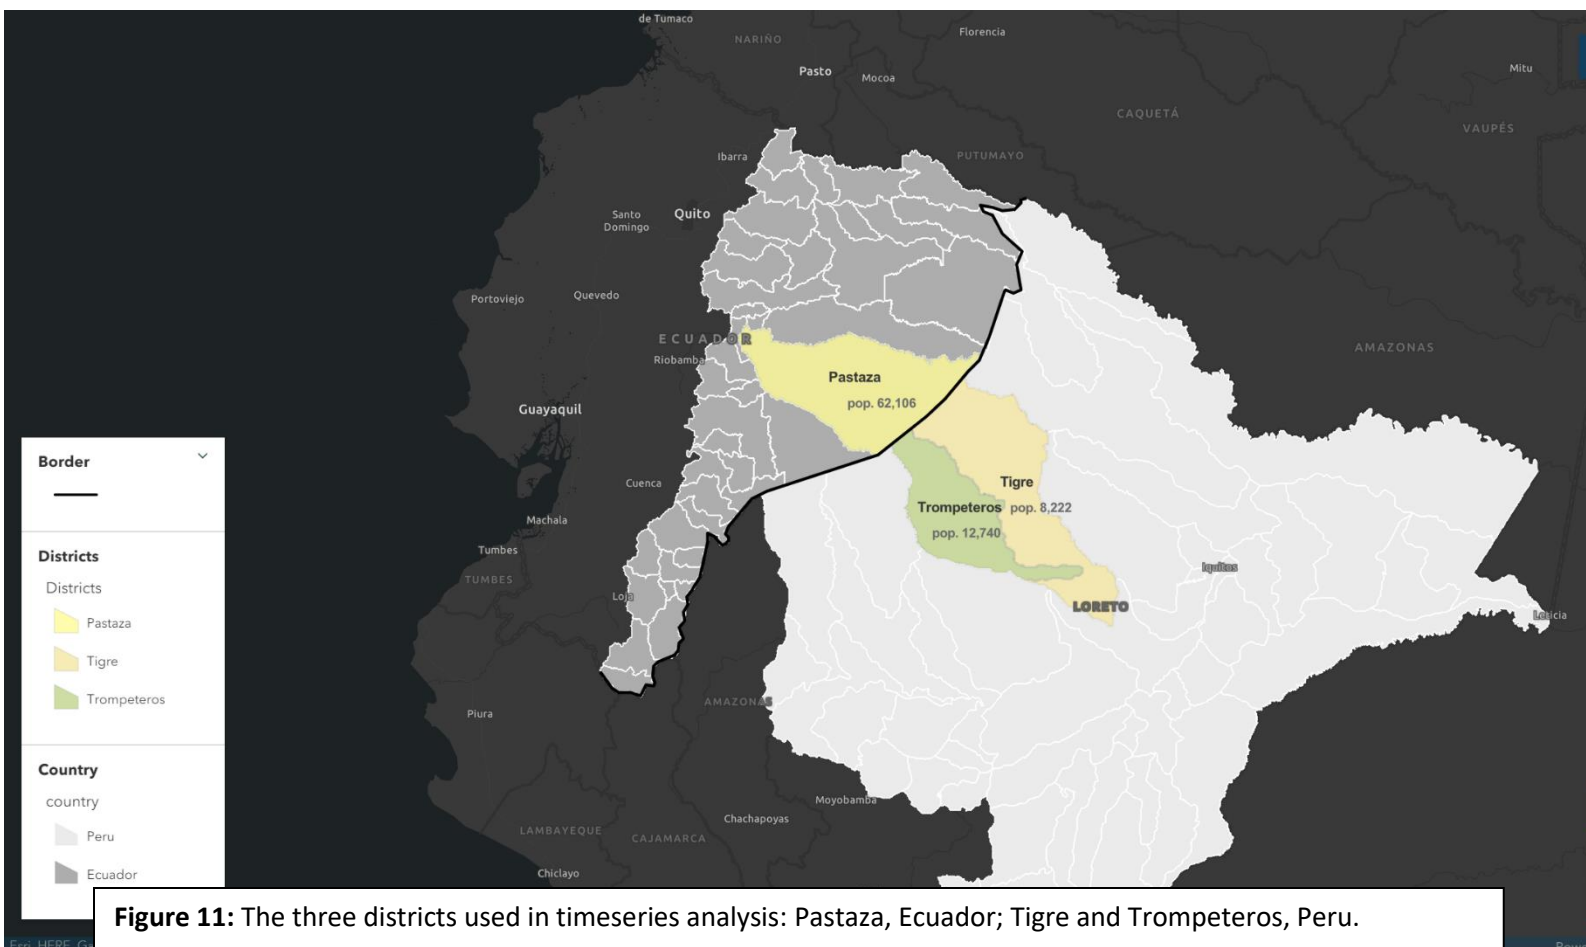 de Tumaco
NARIÑO
Florencia
Pasto
Mocoa
Mitu
CAQUETÁ
VAUPÉS
Ibarra
PUTUMAYO
Santo
Domingo
Quito
Portoviejo
Quevedo
ECUADOR
Riobamba
AMAZONAS
Pastaza
pop. 62,106
Guayaquil
Cuenca
Machala
Tumbes
TUMBES
Loja
Tigre
pop. 8,222
Trompeteros
pop. 12,740
Iquitos
LORETO
Leticia
AMAZONAS
Piura
Moyobamba
Chachapoyas
LAMBAYEQUE
CAJAMARCA
Chiclayo
Border
Districts
Districts
Pastaza
Tigre
Trompeteros
Country
country
Peru
Ecuador
Figure 11: The three districts used in timeseries analysis: Pastaza, Ecuador; Tigre and Trompeteros, Peru.